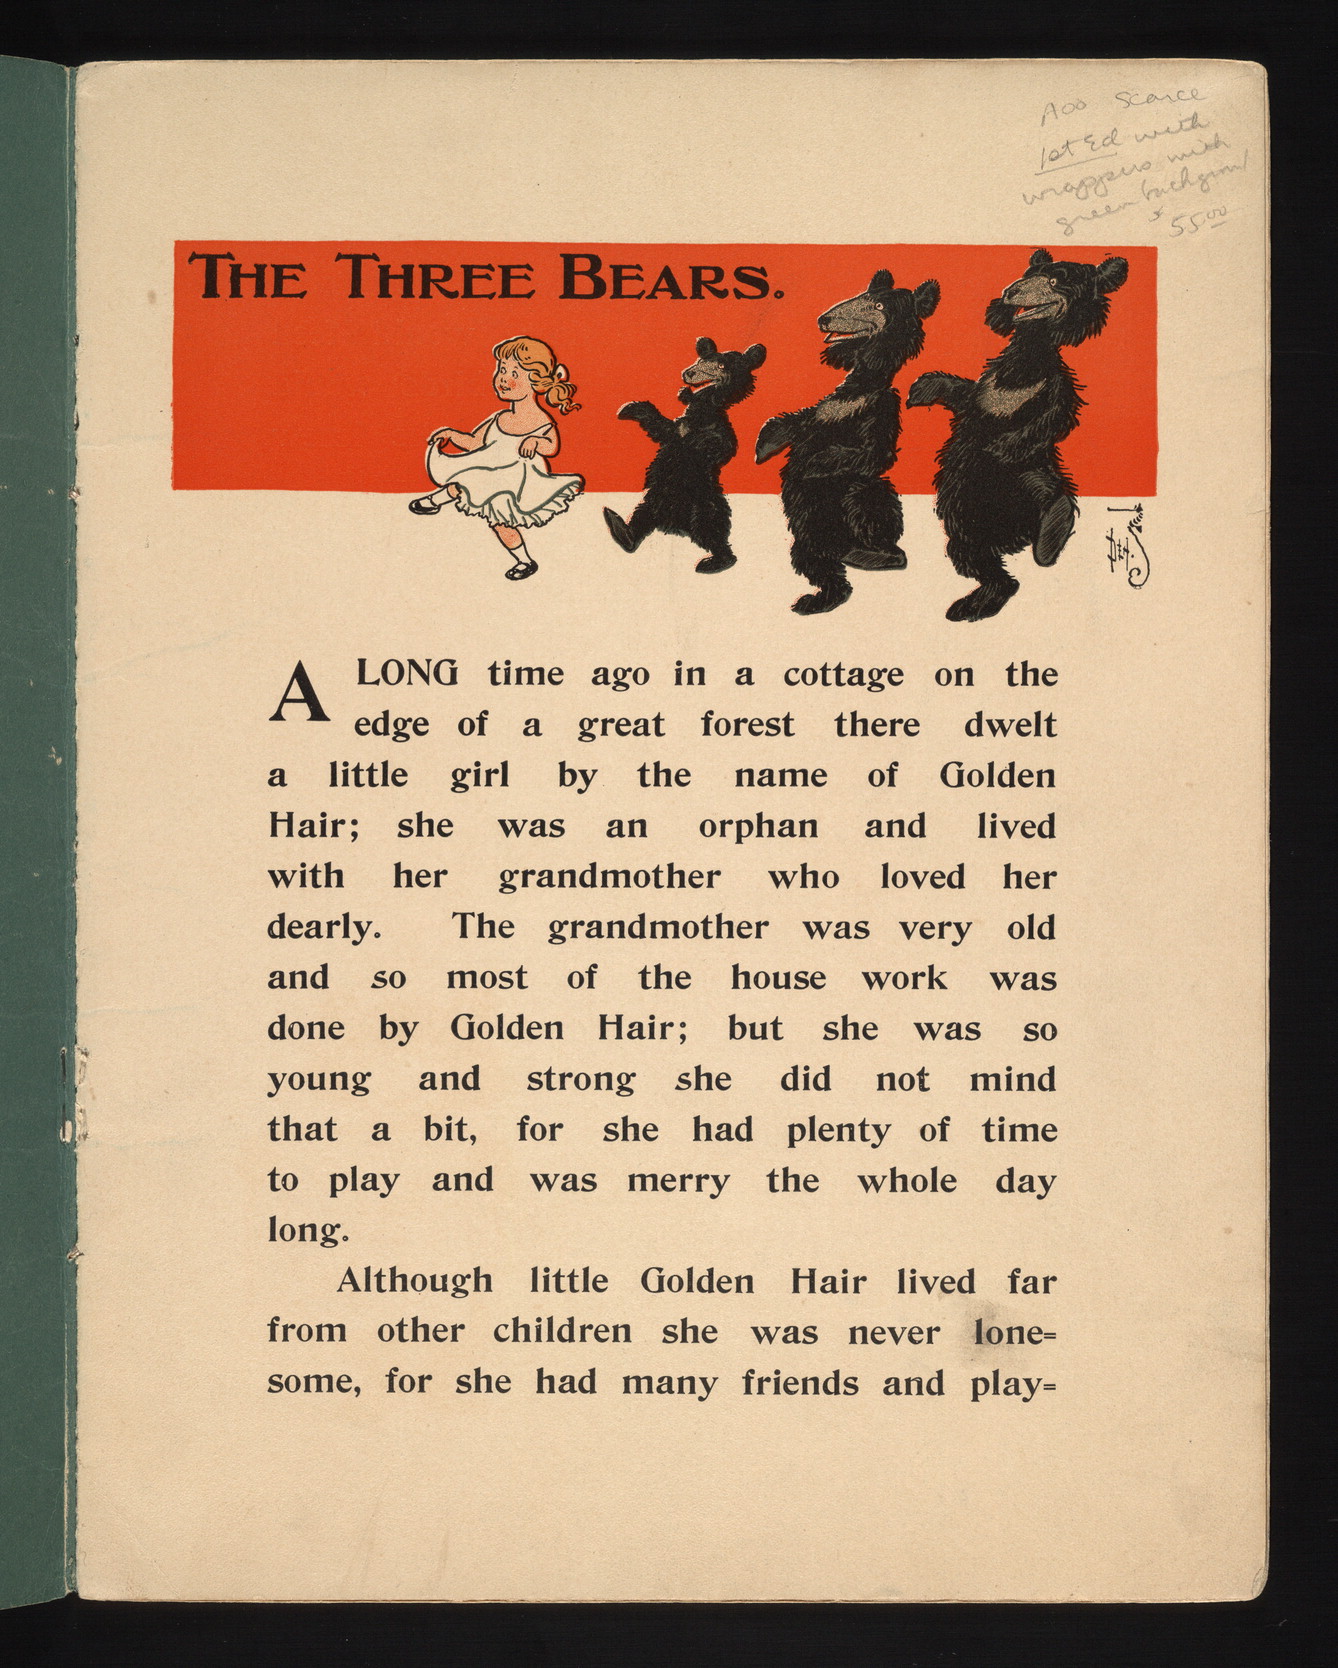 Scarce
1st Ed with
wrappers with
green background
$ 55.00
THE THREE BEARS.
A LONG time ago in a cottage on the
edge of a great forest there dwelt
a little girl by the name of Golden
Hair; she was an orphan and lived
with her grandmother who loved her
dearly. The grandmother was very old
and so most of the house work was
done by Golden Hair; but she was so
young and strong she did not mind
that a bit, for she had plenty of time
to play and was merry the whole day
long.
Although little Golden Hair lived far
from other children she was never lone=
some, for she had many friends and play=